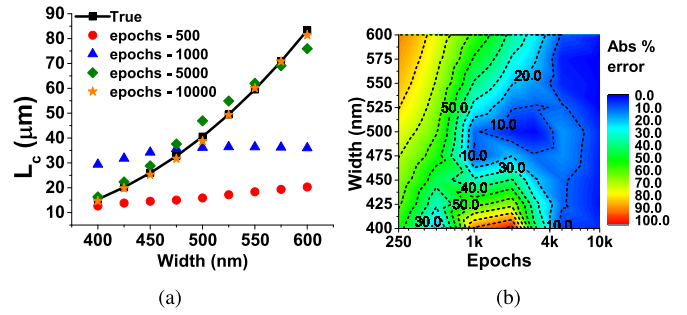 True
epochs - 500
epochs - 1000
epochs - 5000
epochs - 10000
90
80
70
60
50
40
30
20
10
L_c (μm)
400 450 500 550 600
Width (nm)
(a)
600
575
550
525
500
475
450
425
400
Width (nm)
50.0
20.0
10.0
10.0
30.0
40.0
50.0
30.0
10.0
250 1k 4k 10k
Epochs
Abs %
error
0.0
10.0
20.0
30.0
40.0
50.0
60.0
70.0
80.0
90.0
100.0
(b)